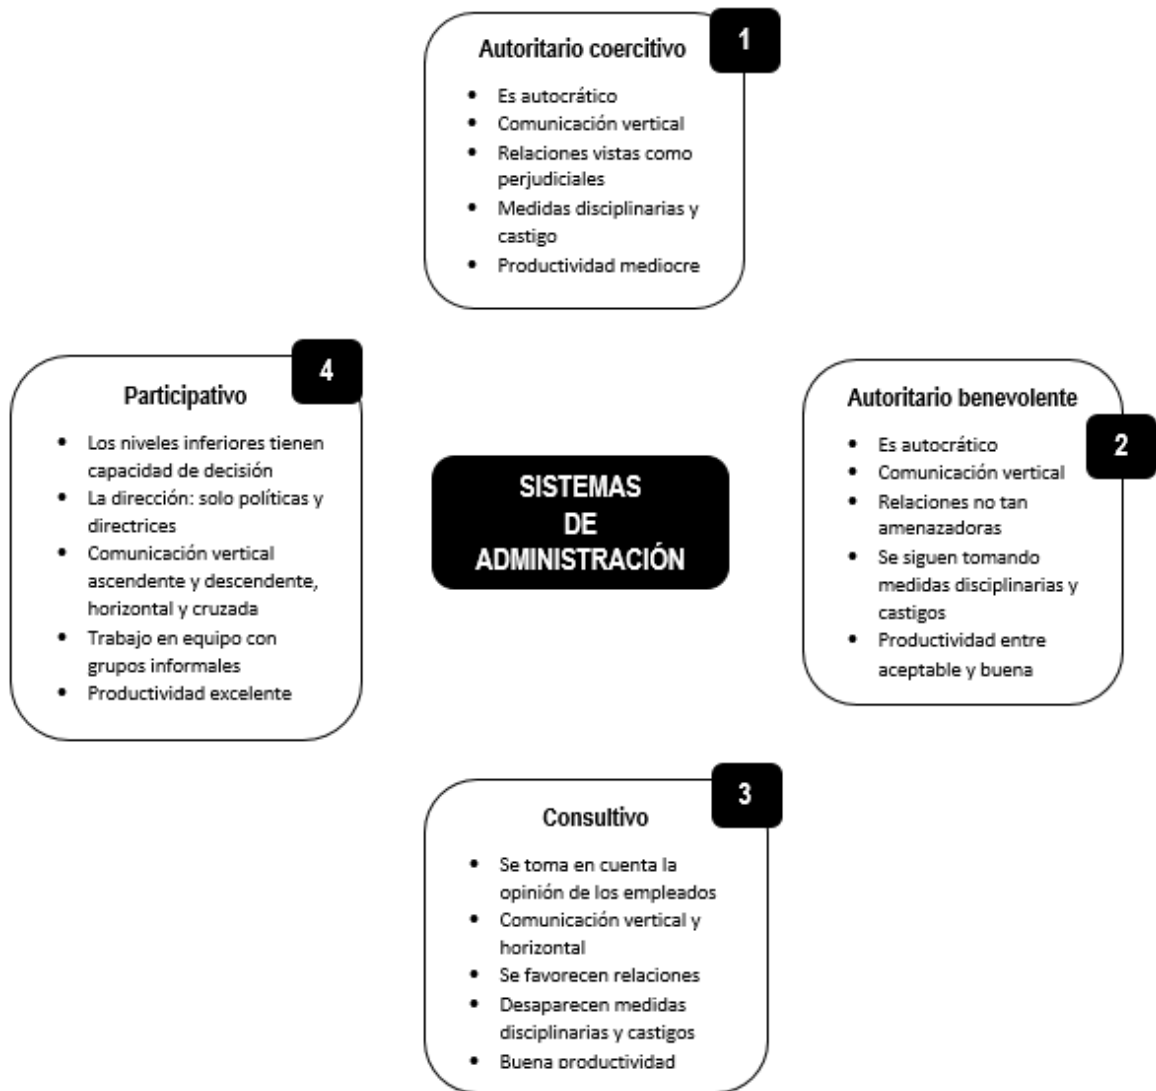 1
Autoritario coercitivo
• Es autocrático
• Comunicación vertical
• Relaciones vistas como
perjudiciales
• Medidas disciplinarias y
castigo
• Productividad mediocre
4
Participativo
• Los niveles inferiores tienen
capacidad de decisión
• La dirección: solo políticas y
directrices
• Comunicación vertical
ascendente y descendente,
horizontal y cruzada
• Trabajo en equipo con
grupos informales
• Productividad excelente
SISTEMAS
DE
ADMINISTRACIÓN
Autoritario benevolente
2
• Es autocrático
• Comunicación vertical
• Relaciones no tan
amenazadoras
• Se siguen tomando
medidas disciplinarias y
castigos
• Productividad entre
aceptable y buena
3
Consultivo
• Se toma en cuenta la
opinión de los empleados
• Comunicación vertical y
horizontal
• Se favorecen relaciones
• Desaparecen medidas
disciplinarias y castigos
• Buena productividad